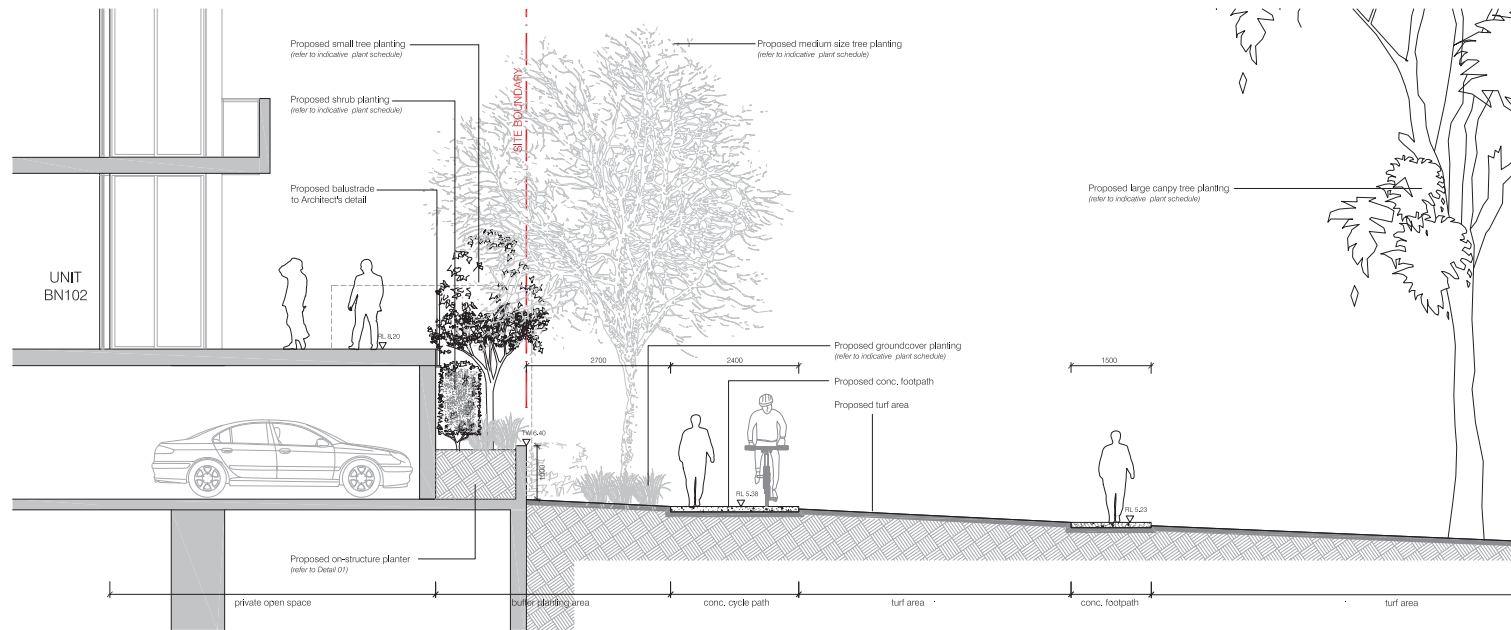 Proposed small tree planting
(refer to indicative plant schedule)
Proposed medium size tree planting
(refer to indicative plant schedule)
Proposed shrub planting
(refer to indicative plant schedule)
SITE BOUNDARY
Proposed balustrade
to Architect's detail
Proposed large canpy tree planting
(refer to indicative plant schedule)
UNIT
BN102
RL 8.20
2700
2400
1500
Proposed groundcover planting
(refer to indicative plant schedule)
Proposed conc. footpath
Proposed turf area
TW 6.40
1000
RL 5.38
RL 5.23
Proposed on-structure planter
(refer to Detail 01)
private open space
buffer planting area
conc. cycle path
turf area
conc. footpath
turf area